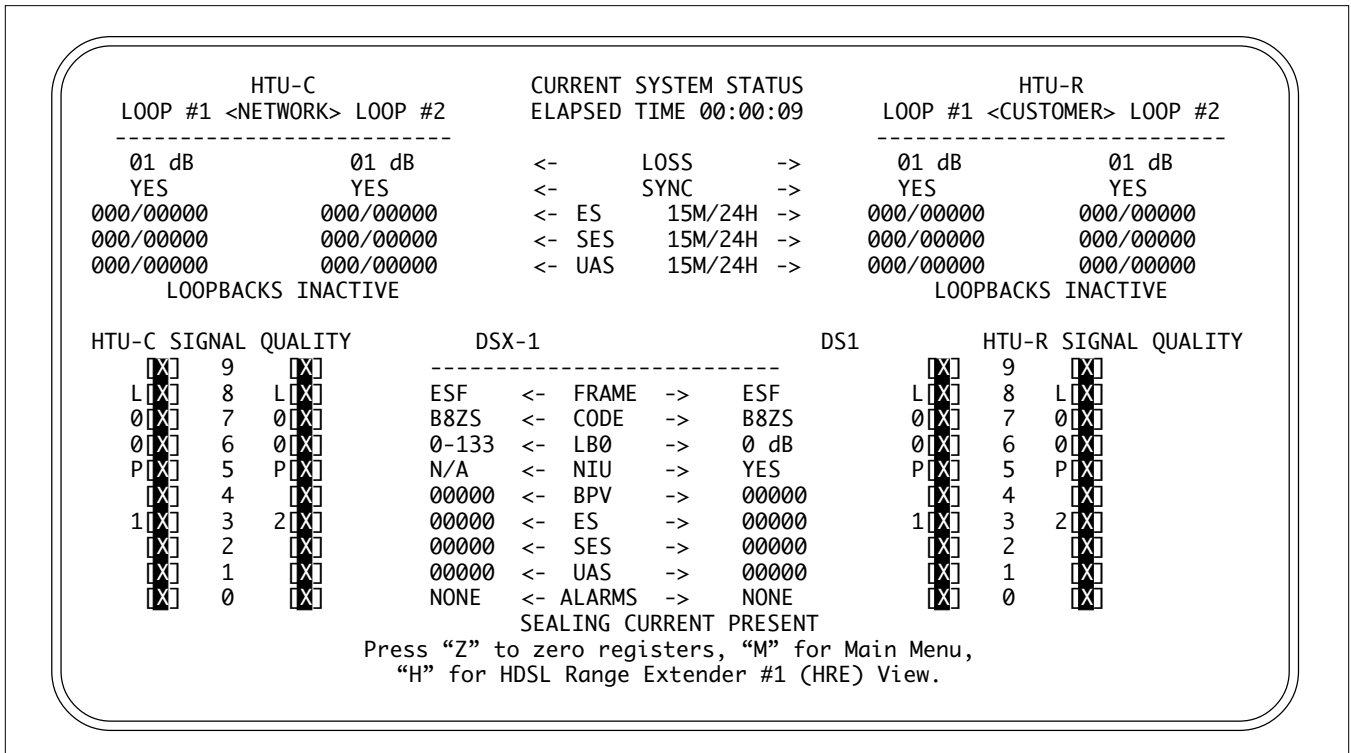 HTU-C CURRENT SYSTEM STATUS HTU-R
LOOP #1 <NETWORK> LOOP #2 ELAPSED TIME 00:00:09 LOOP #1 <CUSTOMER> LOOP #2
-------------------------- ---------------------------
01 dB 01 dB <- LOSS -> 01 dB 01 dB
YES YES <- SYNC -> YES YES
000/00000 000/00000 <- ES 15M/24H -> 000/00000 000/00000
000/00000 000/00000 <- SES 15M/24H -> 000/00000 000/00000
000/00000 000/00000 <- UAS 15M/24H -> 000/00000 000/00000
LOOPBACKS INACTIVE LOOPBACKS INACTIVE
HTU-C SIGNAL QUALITY DSX-1 DS1 HTU-R SIGNAL QUALITY
[X] 9 [X] --------------------------- [X] 9 [X]
L[X] 8 L[X] ESF <- FRAME -> ESF L[X] 8 L[X]
0[X] 7 0[X] B8ZS <- CODE -> B8ZS 0[X] 7 0[X]
0[X] 6 0[X] 0-133 <- LB0 -> 0 dB 0[X] 6 0[X]
P[X] 5 P[X] N/A <- NIU -> YES P[X] 5 P[X]
[X] 4 [X] 00000 <- BPV -> 00000 [X] 4 [X]
1[X] 3 2[X] 00000 <- ES -> 00000 1[X] 3 2[X]
[X] 2 [X] 00000 <- SES -> 00000 [X] 2 [X]
[X] 1 [X] 00000 <- UAS -> 00000 [X] 1 [X]
[X] 0 [X] NONE <- ALARMS -> NONE [X] 0 [X]
SEALING CURRENT PRESENT
Press “Z” to zero registers, “M” for Main Menu,
“H” for HDSL Range Extender #1 (HRE) View.